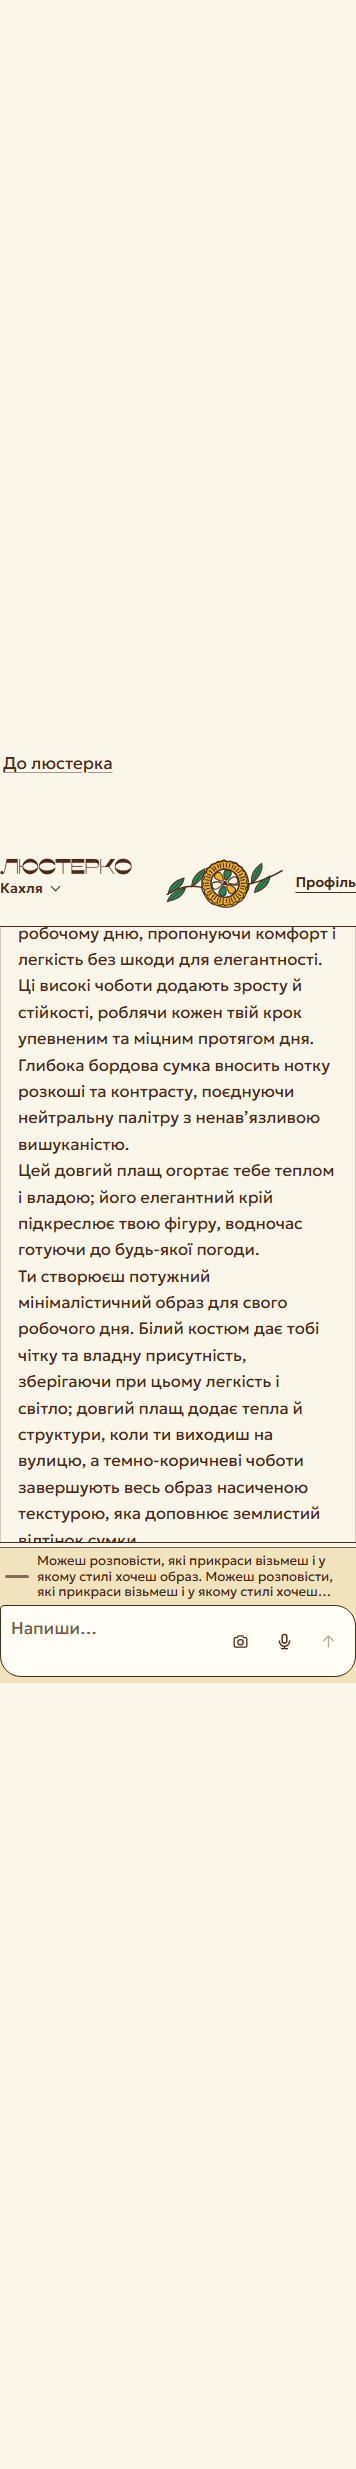 До люстерка
ЛЮСТЕРКО
Кахля
Профіль
робочому дню, пропонуючи комфорт і
легкість без шкоди для елегантності.
Ці високі чоботи додають зросту й
стійкості, роблячи кожен твій крок
упевненим та міцним протягом дня.
Глибока бордова сумка вносить нотку
розкоші та контрасту, поєднуючи
нейтральну палітру з ненав’язливою
вишуканістю.
Цей довгий плащ огортає тебе теплом
і владою; його елегантний крій
підкреслює твою фігуру, водночас
готуючи до будь-якої погоди.
Ти створюєш потужний
мінімалістичний образ для свого
робочого дня. Білий костюм дає тобі
чітку та владну присутність,
зберігаючи при цьому легкість і
світло; довгий плащ додає тепла й
структури, коли ти виходиш на
вулицю, а темно-коричневі чоботи
завершують весь образ насиченою
текстурою, яка доповнює землистий
відтінок сумки.
Можеш розповісти, які прикраси візьмеш і у
якому стилі хочеш образ. Можеш розповісти,
які прикраси візьмеш і у якому стилі хочеш…
Напиши…